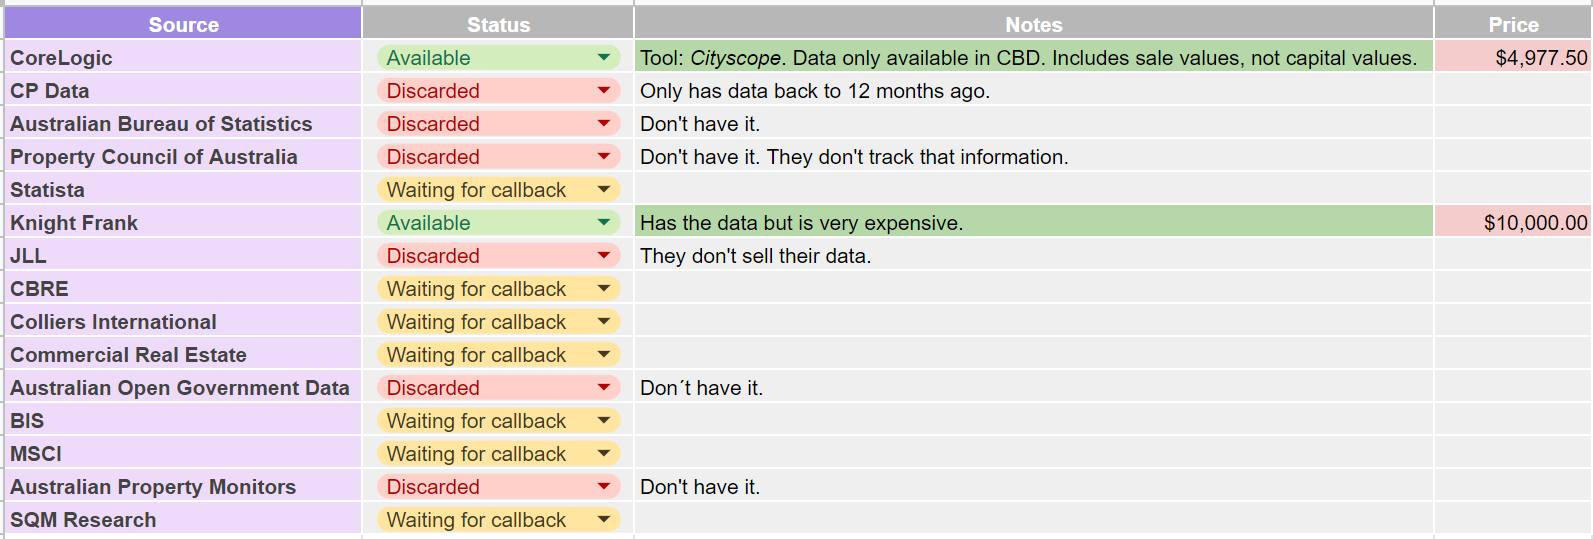 Source Status Notes Price
CoreLogic Available Tool: Cityscope. Data only available in CBD. Includes sale values, not capital values. $4,977.50
CP Data Discarded Only has data back to 12 months ago.
Australian Bureau of Statistics Discarded Don't have it.
Property Council of Australia Discarded Don't have it. They don't track that information.
Statista Waiting for callback
Knight Frank Available Has the data but is very expensive. $10,000.00
JLL Discarded They don't sell their data.
CBRE Waiting for callback
Colliers International Waiting for callback
Commercial Real Estate Waiting for callback
Australian Open Government Data Discarded Don´t have it.
BIS Waiting for callback
MSCI Waiting for callback
Australian Property Monitors Discarded Don't have it.
SQM Research Waiting for callback